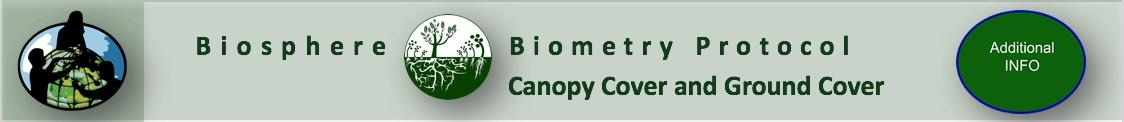 Biosphere Biometry Protocol
Canopy Cover and Ground Cover
Additional
INFO